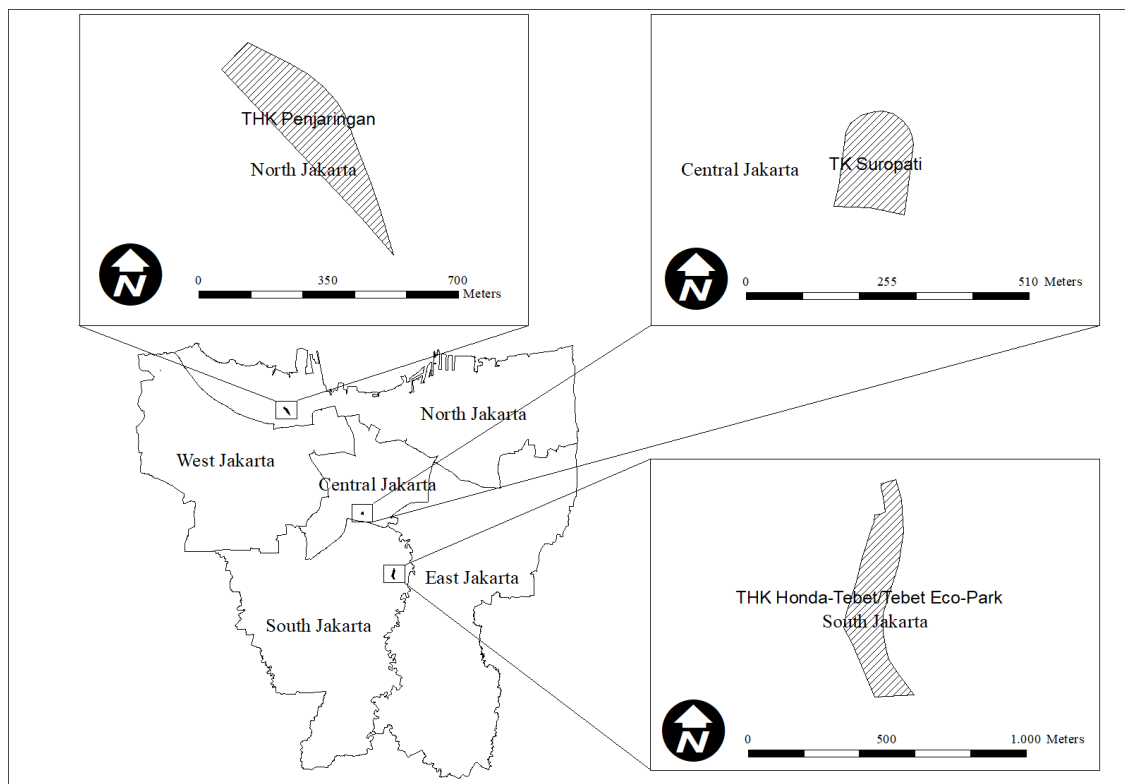 THK Penjaringan
North Jakarta
N
0 350 700
Meters
Central Jakarta
TK Suropati
N
0 255 510
Meters
North Jakarta
West Jakarta
Central Jakarta
East Jakarta
South Jakarta
THK Honda-Tebet/Tebet Eco-Park
South Jakarta
N
0 500 1.000 Meters